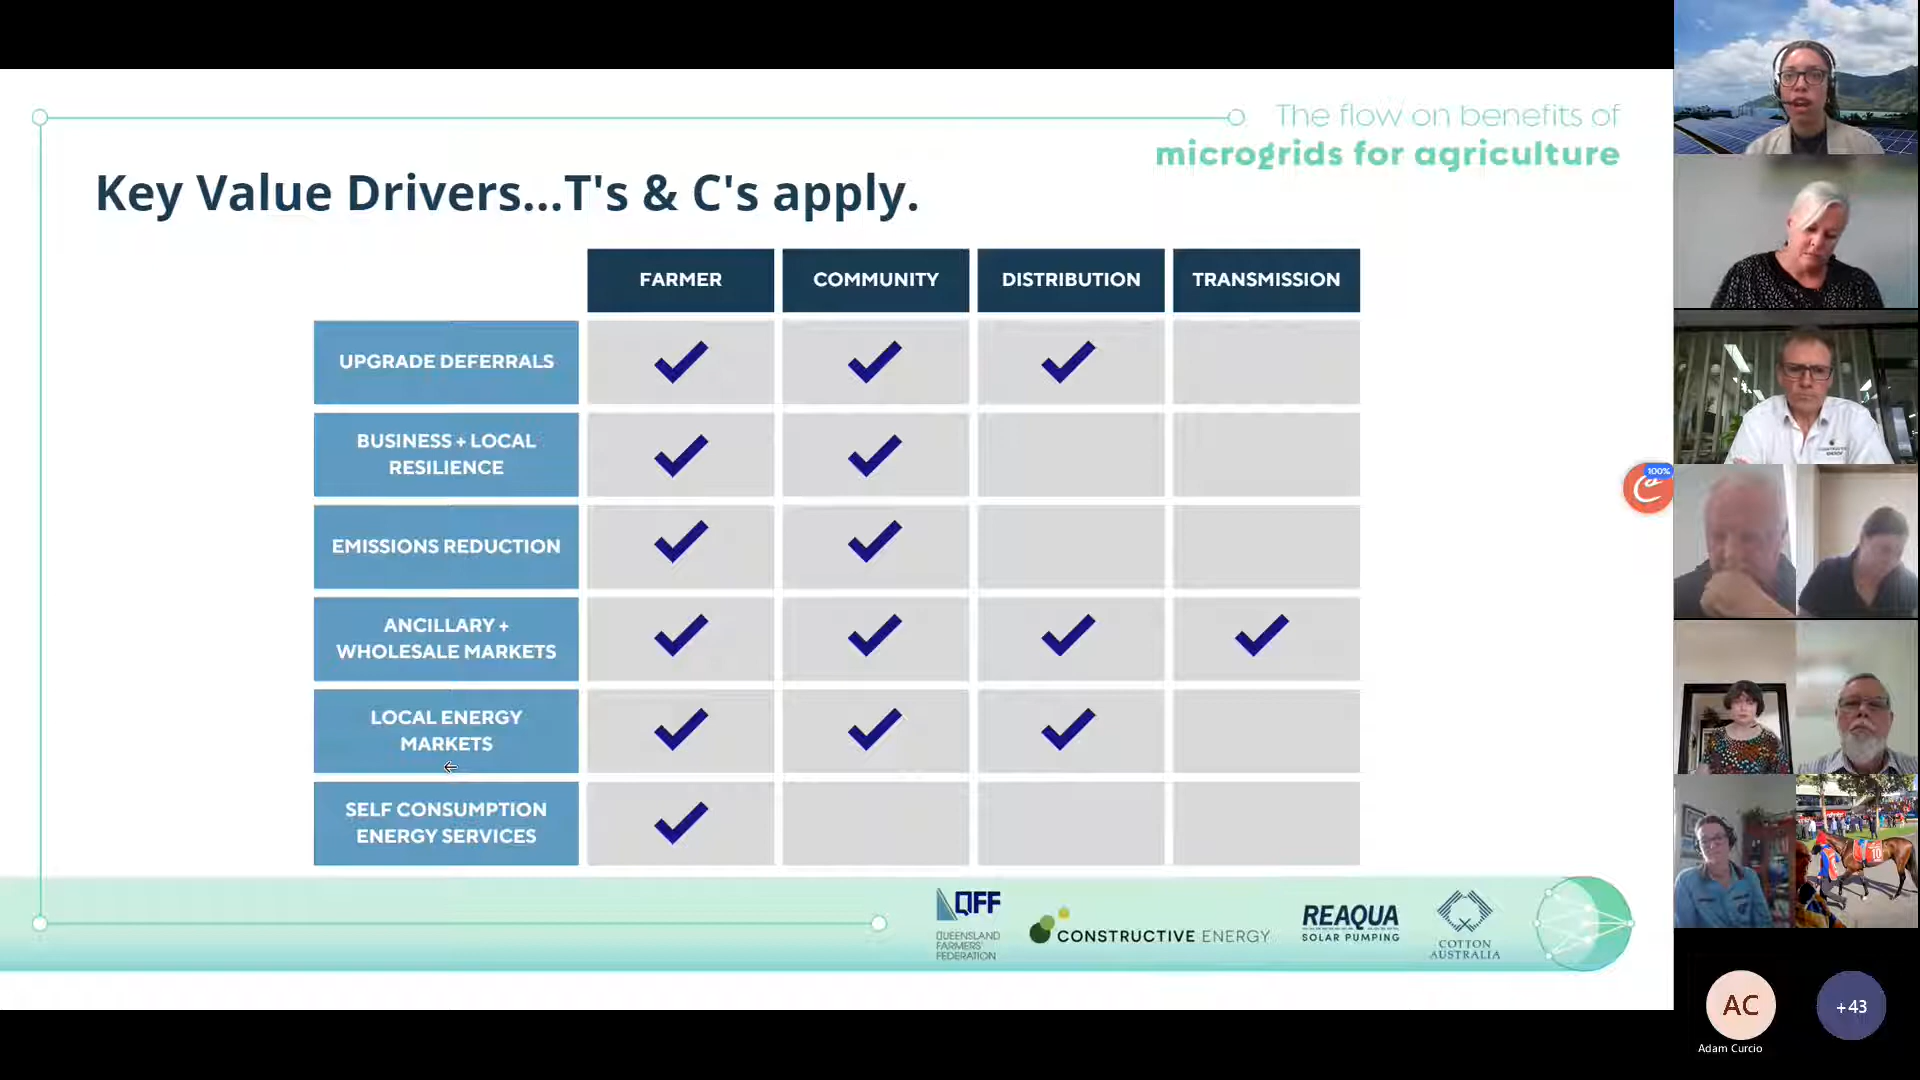 The flow on benefits of
microgrids for agriculture
Key Value Drivers...T's & C's apply.
FARMER COMMUNITY DISTRIBUTION TRANSMISSION
UPGRADE DEFERRALS
BUSINESS + LOCAL
RESILIENCE
EMISSIONS REDUCTION
ANCILLARY +
WHOLESALE MARKETS
LOCAL ENERGY
MARKETS
SELF CONSUMPTION
ENERGY SERVICES
QFF
QUEENSLAND
FARMERS'
FEDERATION
CONSTRUCTIVE ENERGY
REAQUA
SOLAR PUMPING
COTTON
AUSTRALIA
100%
10
AC
Adam Curcio
+43